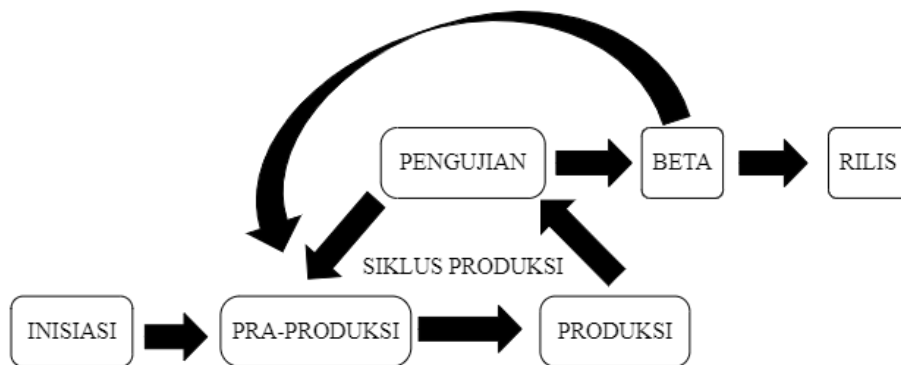 PENGUJIAN
BETA
RILIS
SIKLUS PRODUKSI
INISIASI
PRA-PRODUKSI
PRODUKSI